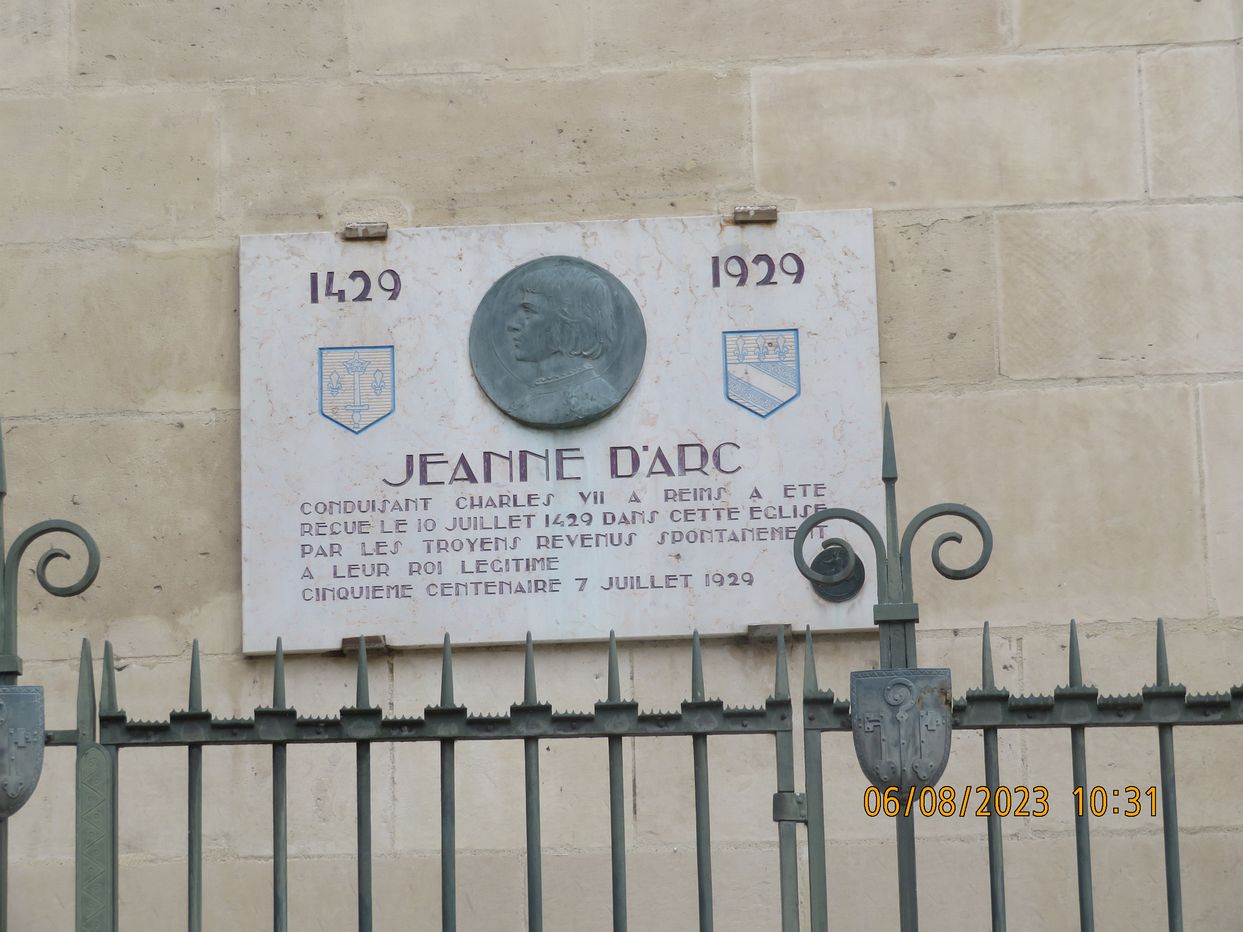 1429
1929
JEANNE D'ARC
CONDUISANT CHARLES VII A REIMS A ETE
REÇUE LE 10 JUILLET 1429 DANS CETTE EGLISE
PAR LES TROYENS REVENUS SPONTANEMENT
A LEUR ROI LEGITIME
CINQUIEME CENTENAIRE 7 JUILLET 1929
06/08/2023 10:31